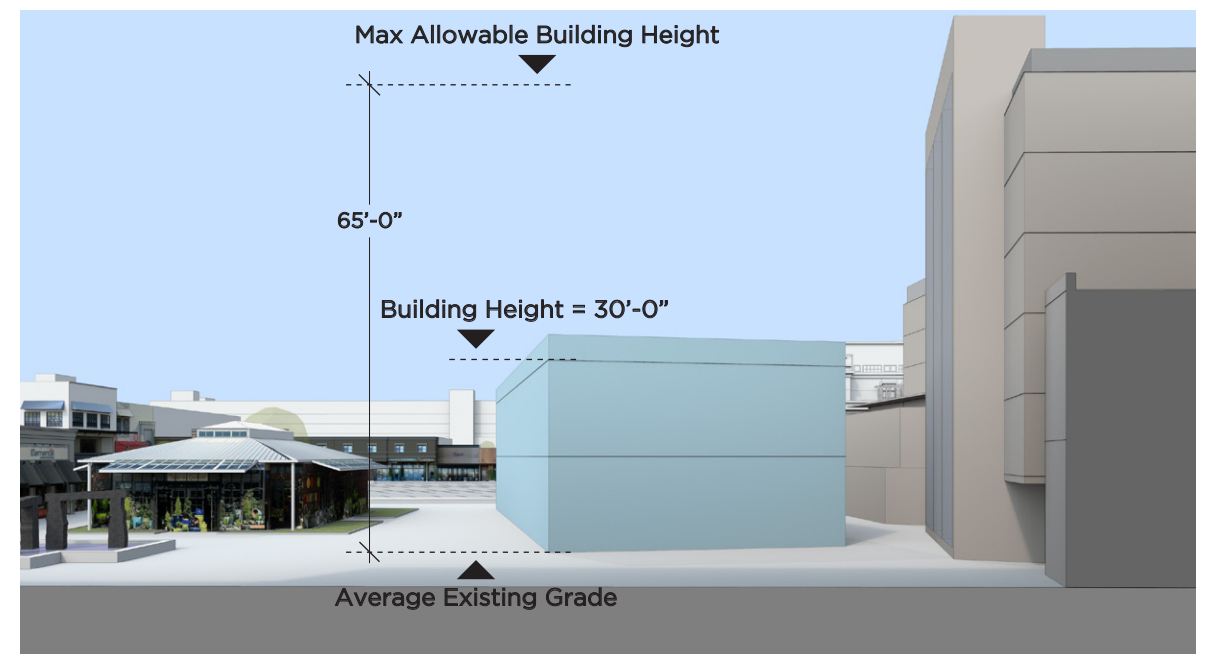 Max Allowable Building Height
65’-0”
Building Height = 30’-0”
Average Existing Grade